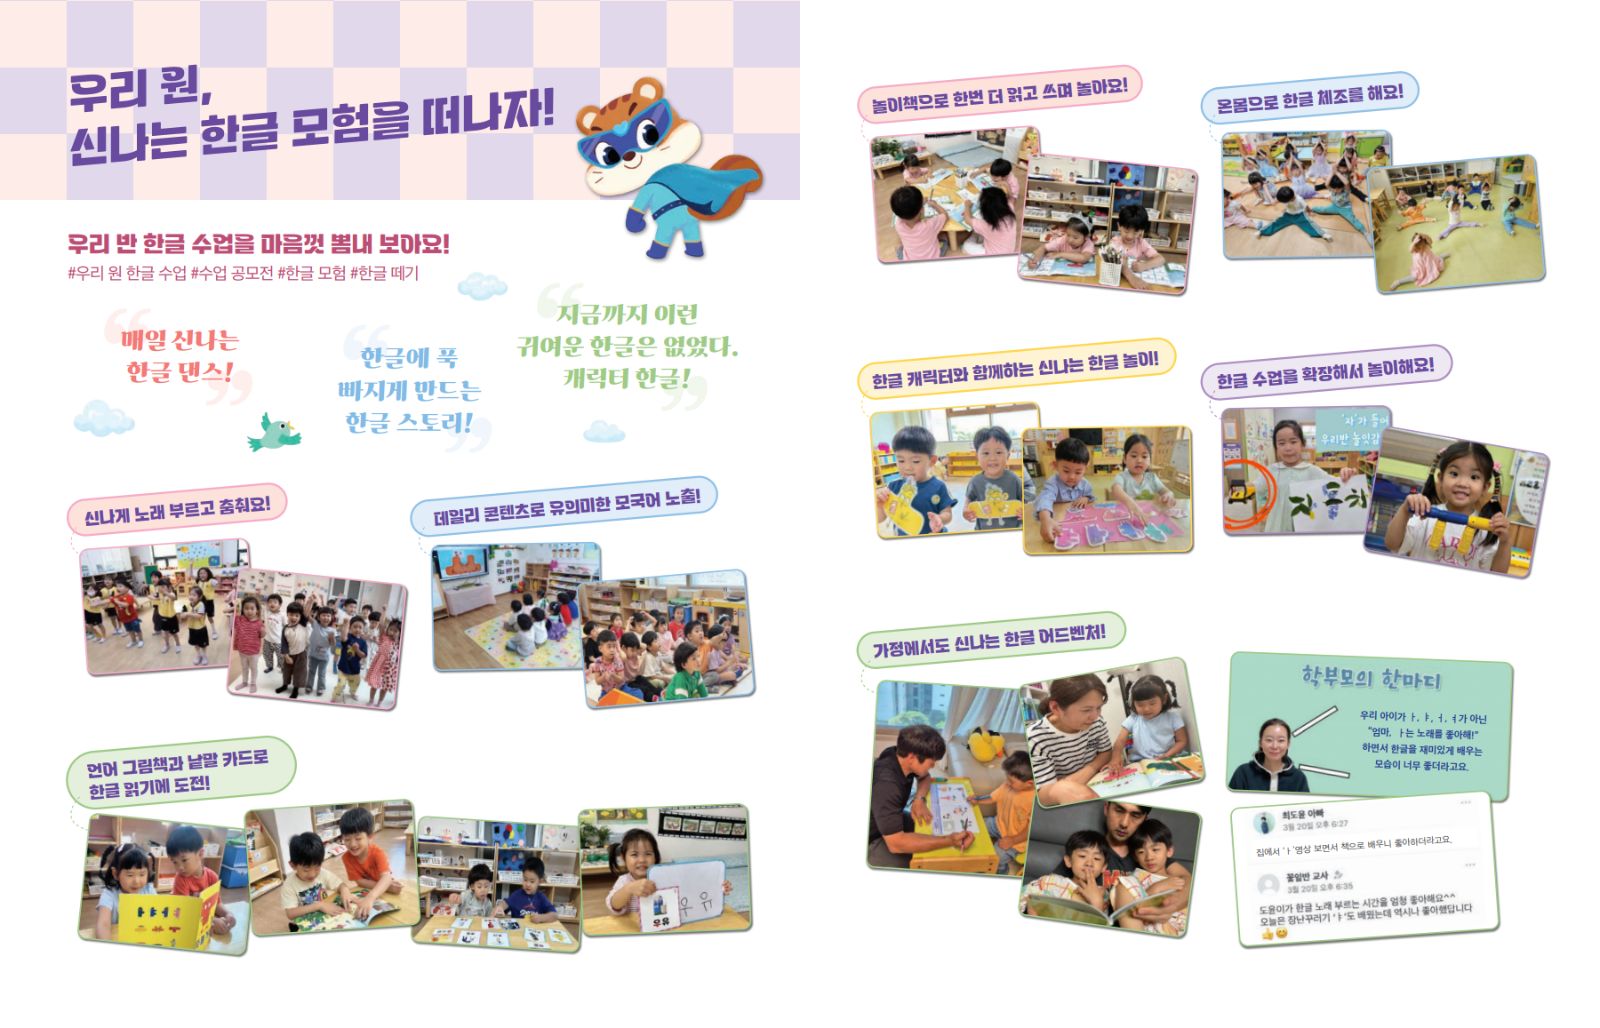 우리 원,
신나는 한글 모험을 떠나자!
우리 반 한글 수업을 마음껏 뽐내 보아요!
#우리 원 한글 수업 #수업 공모전 #한글 모험 #한글 떼기
“매일 신나는
한글 댄스!”
“한글에 푹
빠지게 만드는
한글 스토리!”
“지금까지 이런
귀여운 한글은 없었다.
캐릭터 한글!”
신나게 노래 부르고 춤춰요!
데일리 콘텐츠로 유의미한 모국어 노출!
언어 그림책과 낱말 카드로
한글 읽기에 도전!
우유
우유
놀이책으로 한번 더 읽고 쓰며 놀아요!
온몸으로 한글 체조를 해요!
한글 캐릭터와 함께하는 신나는 한글 놀이!
한글 수업을 확장해서 놀이해요!
'자'가 들어
우리반 놀잇감
가정에서도 신나는 한글 어드벤처!
학부모의 한마디
우리 아이가 ㅏ, ㅑ, ㅓ, ㅕ가 아닌
"엄마, ㅏ는 노래를 좋아해!"
하면서 한글을 재미있게 배우는
모습이 너무 좋더라고요.
최도윤 아빠
3월 20일 오후 6:27
집에서 'ㅏ'영상 보면서 책으로 배우니 좋아하더라고요.
꽃잎반 교사
3월 20일 오후 6:35
도윤이가 한글 노래 부르는 시간을 엄청 좋아해요^^
오늘은 장난꾸러기 'ㅑ'도 배웠는데 역시나 좋아했답니다
👍😄